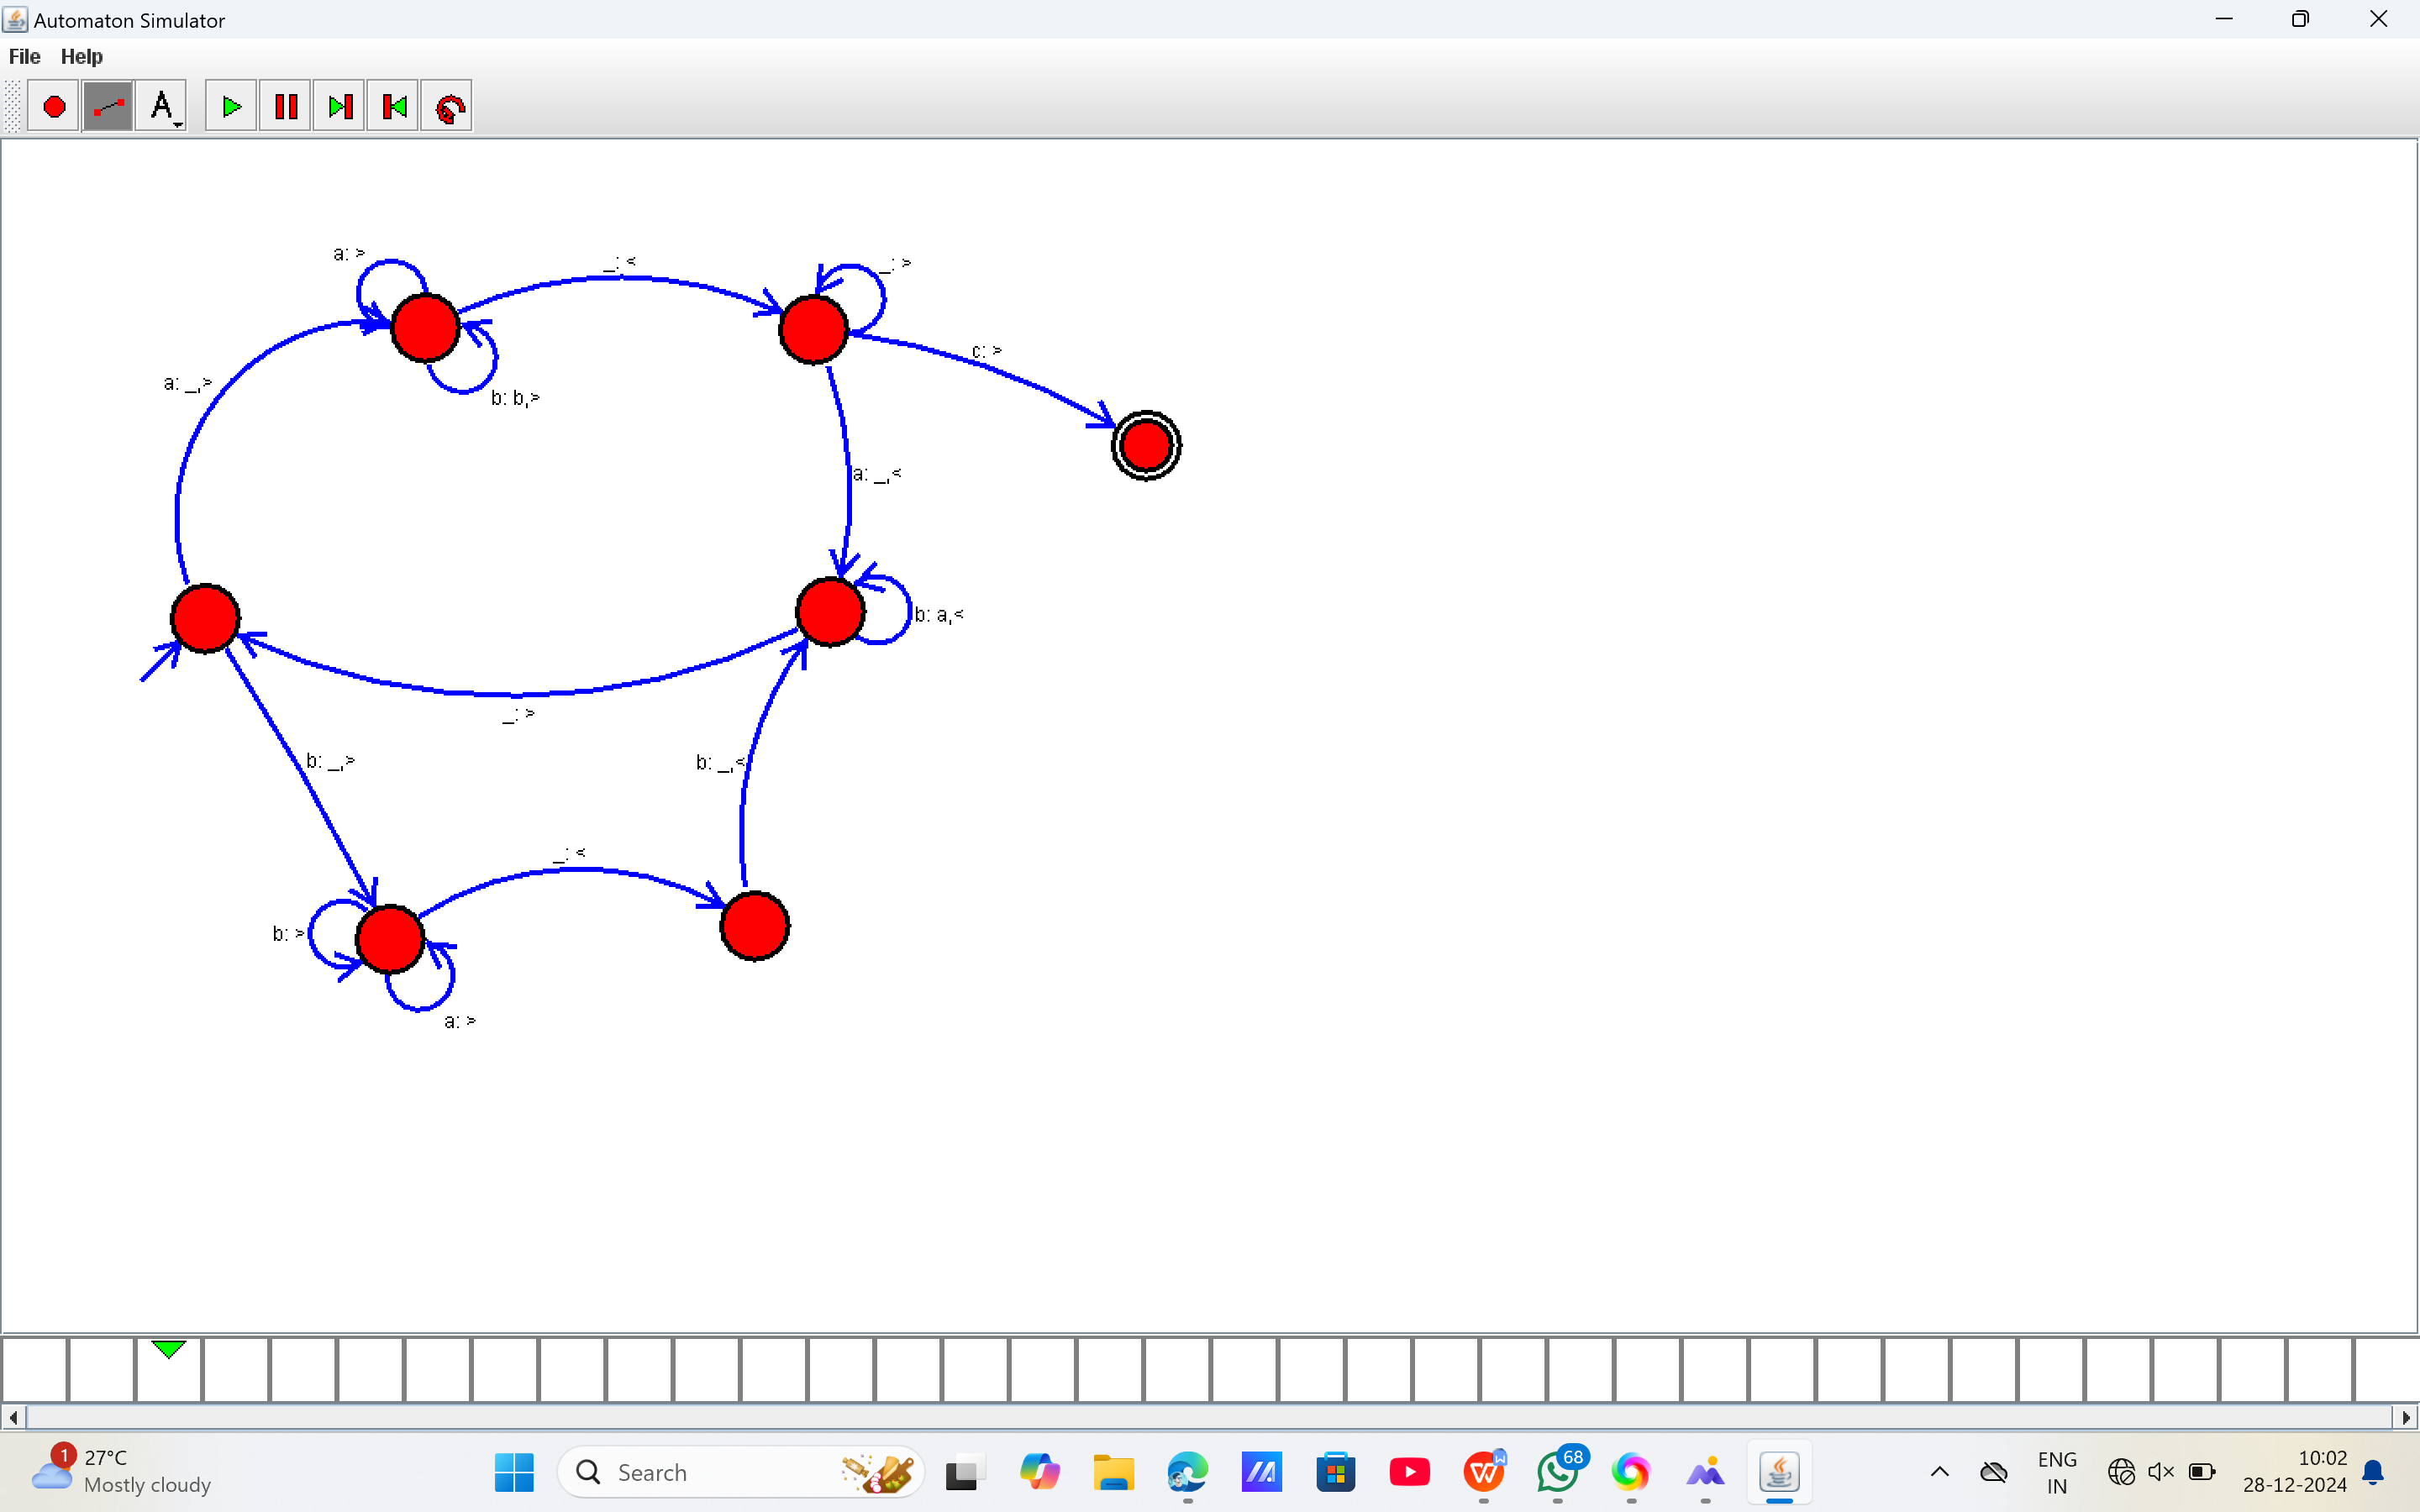 Automaton Simulator
File Help
A
a: >
_: <
_: >
a: _,>
b: b,>
c: >
a: _,<
b: a,<
_: >
b: _,>
b: _,<
_: <
b: >
a: >
1
27°C
Mostly cloudy
Search
68
ENG
IN
10:02
28-12-2024